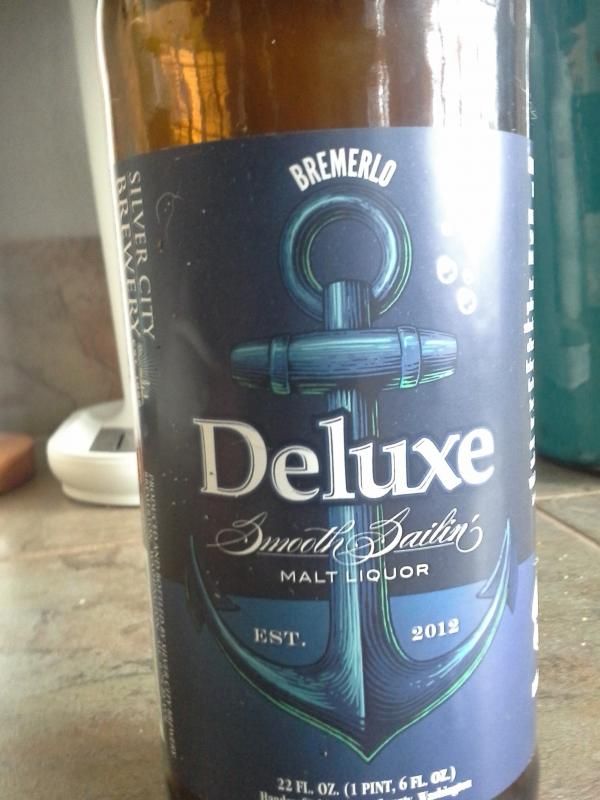 BREMERLO
SILVER CITY
BREWERY
Deluxe
Smooth Sailin'
MALT LIQUOR
EST. 2012
22 FL. OZ. (1 PINT, 6 FL. OZ.)
Washington